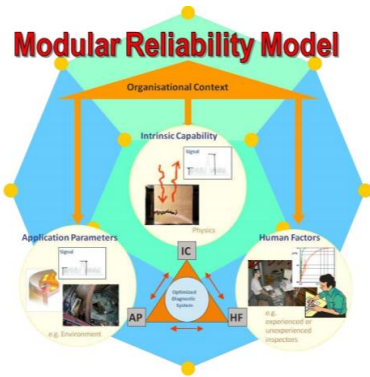 Modular Reliability Model
Organisational Context
Intrinsic Capability
Signal
Physics
Application Parameters
Signal
e.g. Environment
Human Factors
e.g.
experienced or
unexperienced
inspectors
IC
Optimized
Diagnostic
System
AP
HF